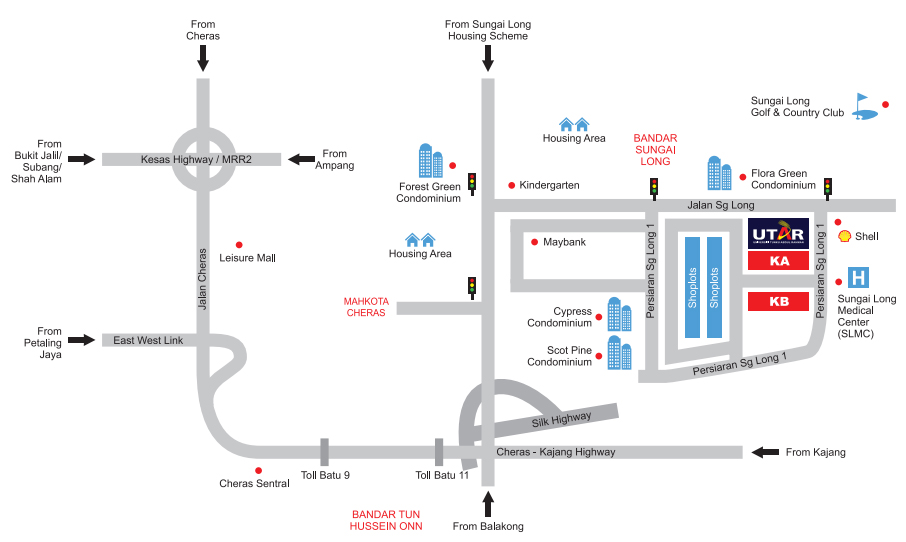 From
Cheras
From Sungai Long
Housing Scheme
Sungai Long
Golf & Country Club
From
Bukit Jalil/
Subang/
Shah Alam
Kesas Highway / MRR2
From
Ampang
Housing Area
BANDAR
SUNGAI
LONG
Forest Green
Condominium
Kindergarten
Flora Green
Condominium
Jalan Sg Long
Leisure Mall
Jalan Cheras
Housing Area
Maybank
Persiaran Sg Long 1
Shoplots
Shoplots
UTAR
KA
KB
Persiaran Sg Long 1
Shell
H
Sungai Long
Medical
Center
(SLMC)
MAHKOTA
CHERAS
Cypress
Condominium
Scot Pine
Condominium
Persiaran Sg Long 1
From
Petaling
Jaya
East West Link
Silk Highway
Cheras - Kajang Highway
From Kajang
Cheras Sentral
Toll Batu 9
Toll Batu 11
BANDAR TUN
HUSSEIN ONN
From Balakong